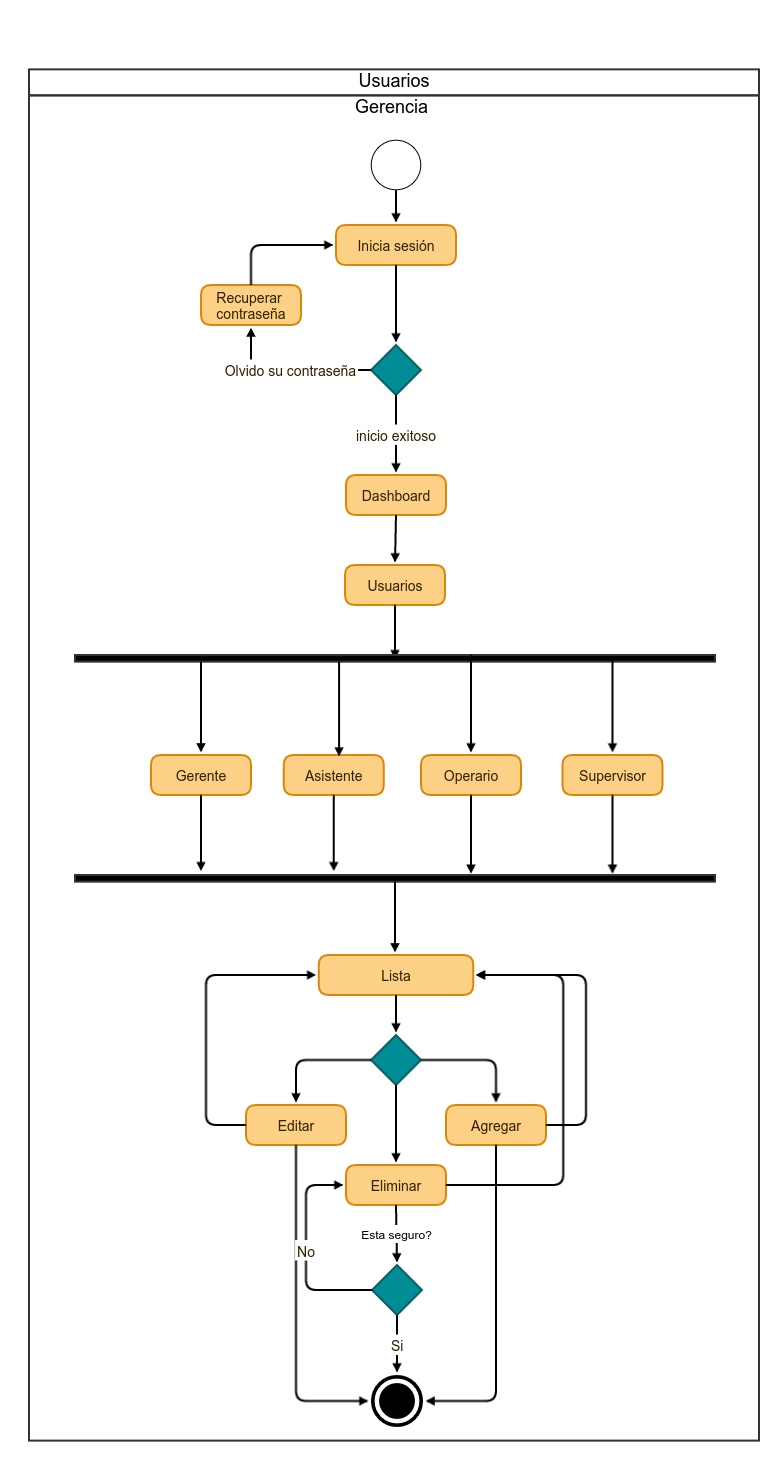 Usuarios
Gerencia
Inicia sesión
Recuperar
contraseña
Olvido su contraseña
inicio exitoso
Dashboard
Usuarios
Gerente
Asistente
Operario
Supervisor
Lista
Editar
Agregar
Eliminar
Esta seguro?
No
Si